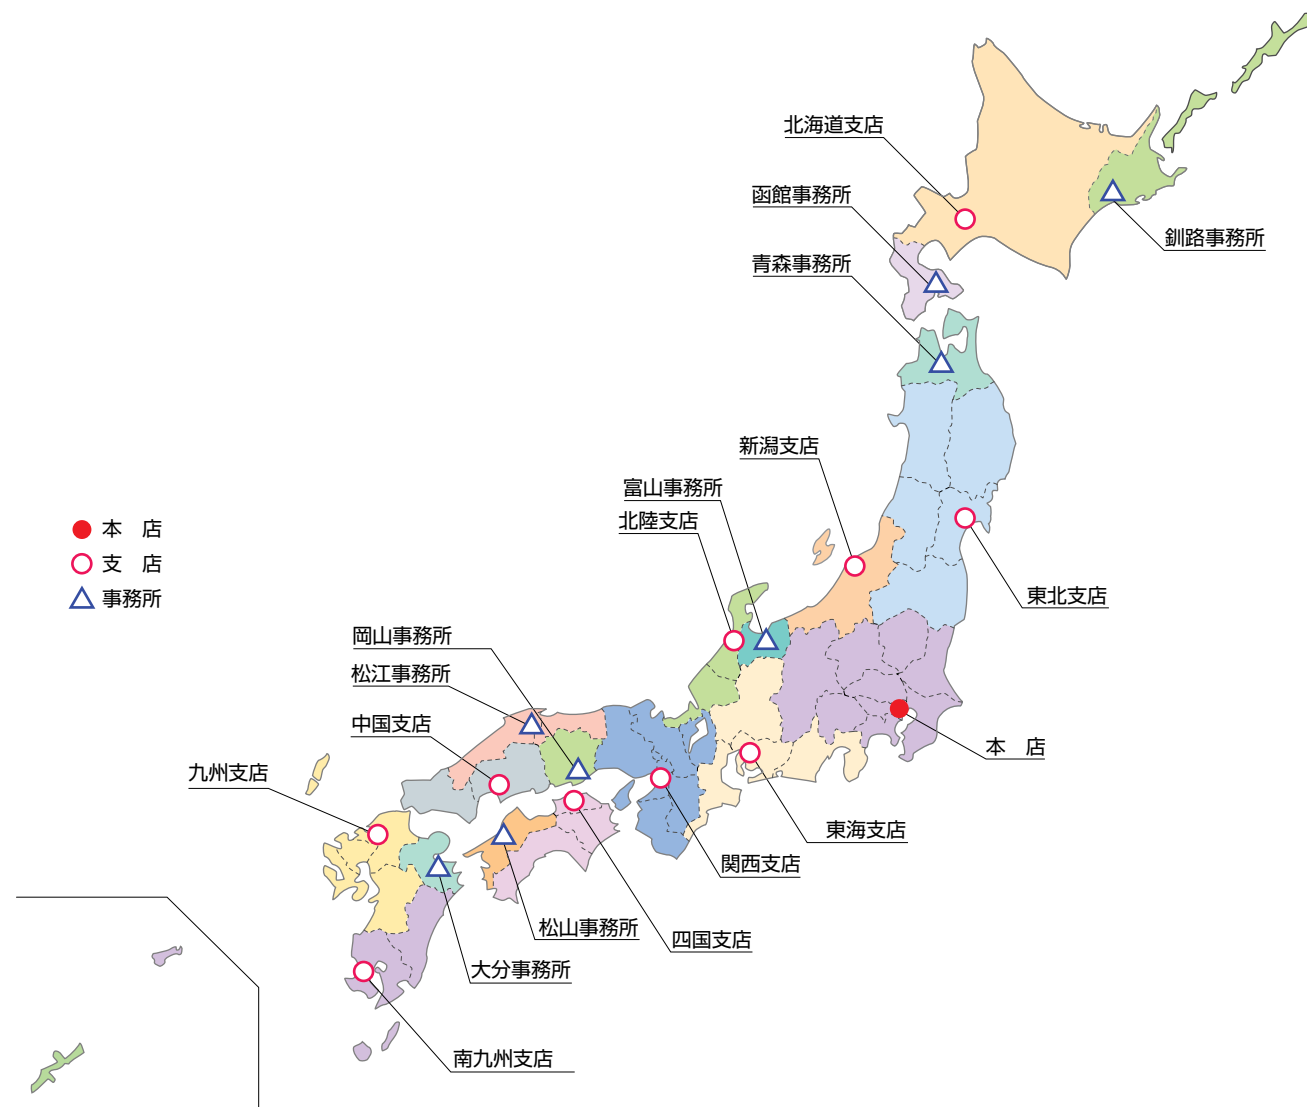 北海道支店
函館事務所
釧路事務所
青森事務所
新潟支店
富山事務所
北陸支店
本　店
支　店
事務所
東北支店
岡山事務所
松江事務所
中国支店
本　店
九州支店
東海支店
関西支店
松山事務所
四国支店
大分事務所
南九州支店